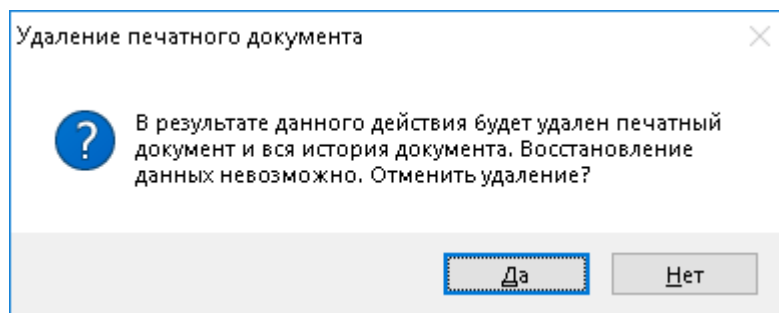 Удаление печатного документа
В результате данного действия будет удален печатный
документ и вся история документа. Восстановление
данных невозможно. Отменить удаление?
Да
Нет